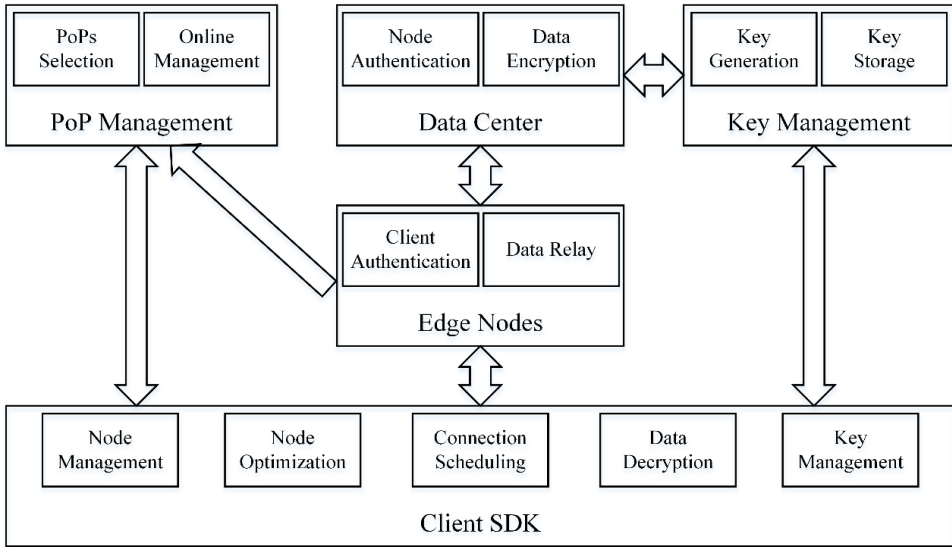 PoPs
Selection
Online
Management
PoP Management
Node
Authentication
Data
Encryption
Data Center
Key
Generation
Key
Storage
Key Management
Client
Authentication
Data Relay
Edge Nodes
Node
Management
Node
Optimization
Connection
Scheduling
Data
Decryption
Key
Management
Client SDK